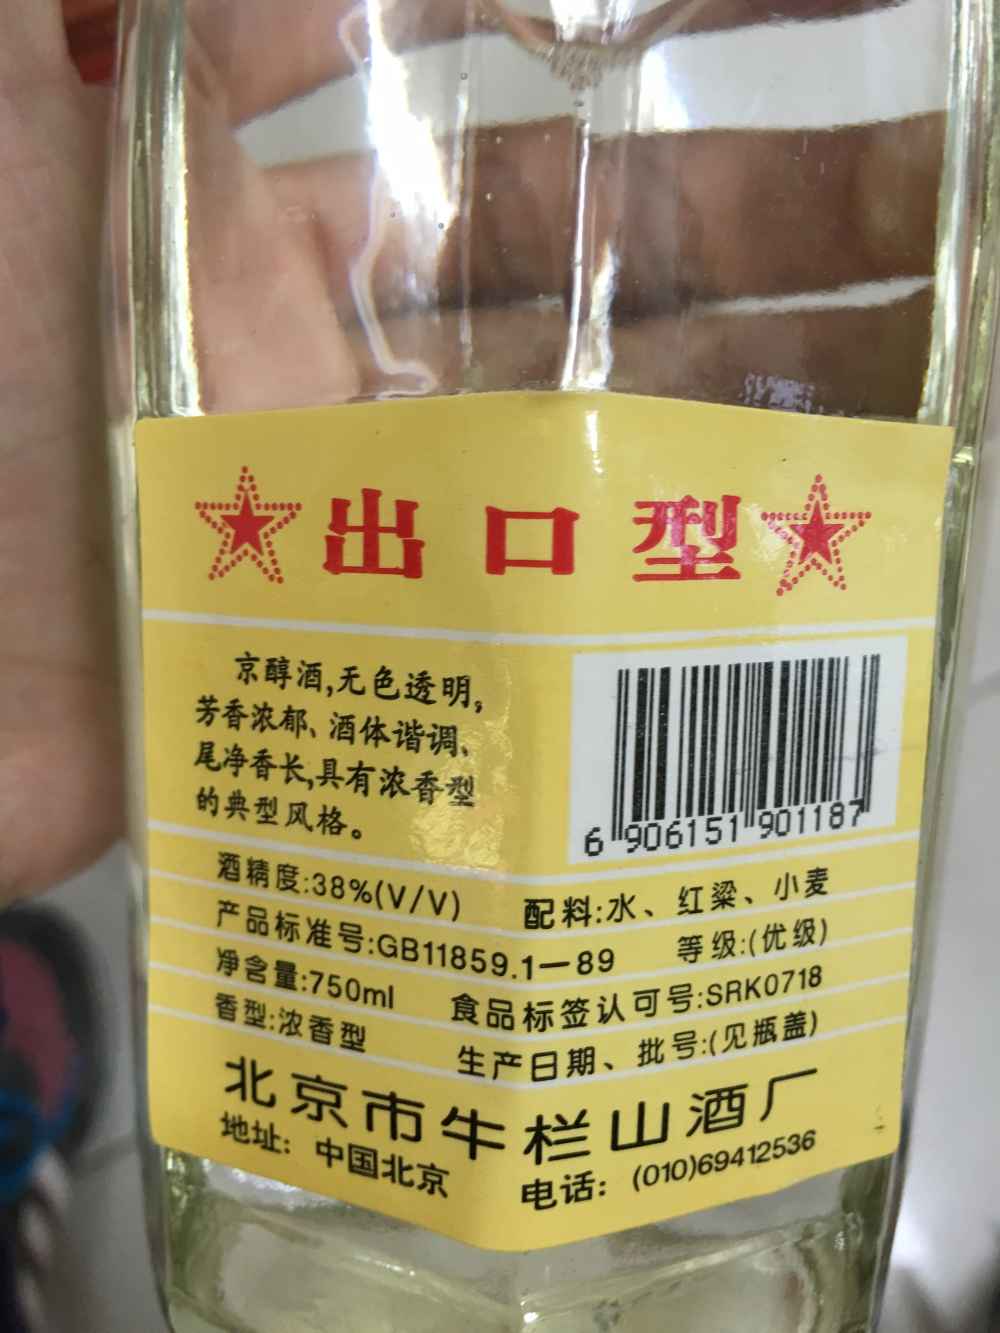 出口型
京醇酒,无色透明,
芳香浓郁、酒体谐调、
尾净香长,具有浓香型
的典型风格。
6 906151 901187
酒精度:38%(V/V)
配料:水、红粱、小麦
产品标准号:GB11859.1—89
等级:(优级)
净含量:750ml
食品标签认可号:SRK0718
香型:浓香型
生产日期、批号:(见瓶盖)
北京市牛栏山酒厂
地址: 中国北京
电话: (010)69412536